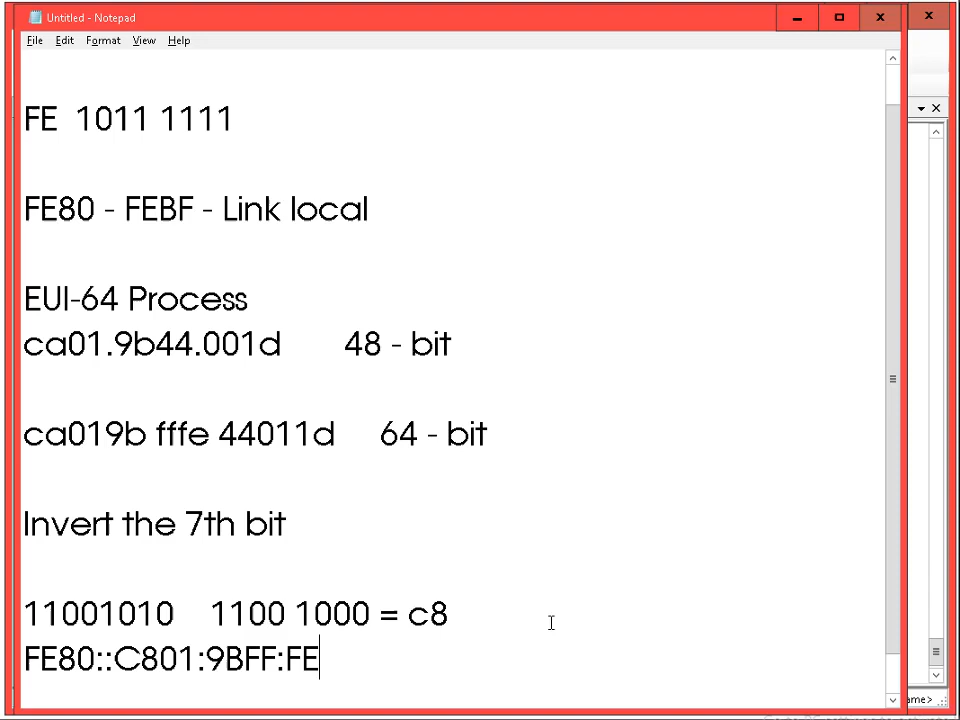 Untitled - Notepad
File Edit Format View Help
FE 1011 1111
FE80 - FEBF - Link local
EUI-64 Process
ca01.9b44.001d 48 - bit
ca019b fffe 44011d 64 - bit
Invert the 7th bit
11001010 1100 1000 = c8
FE80::C801:9BFF:FE
ame>